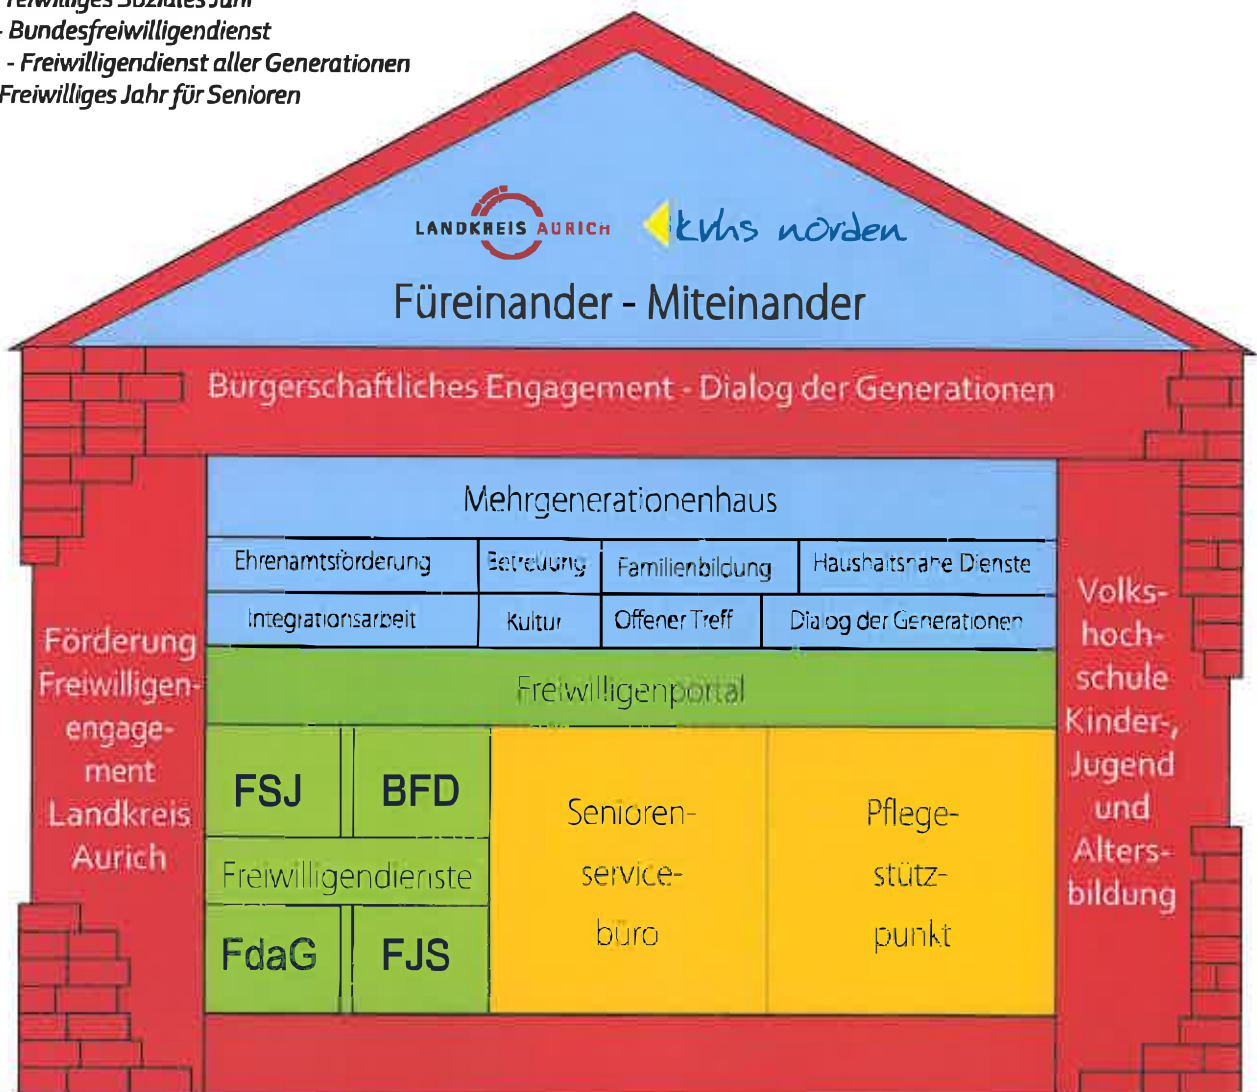 Freiwilliges Soziales Jahr
- Bundesfreiwilligendienst
- Freiwilligendienst aller Generationen
Freiwilliges Jahr für Senioren
LANDKREIS AURICH
kvhs norden
Füreinander - Miteinander
Bürgerschaftliches Engagement - Dialog der Generationen
Mehrgenerationenhaus
Ehrenamtsförderung
Betreuung
Familienbildung
Haushaltsnahe Dienste
Integrationsarbeit
Kultur
Offener Treff
Dialog der Generationen
Förderung
Freiwilligen-
engage-
ment
Landkreis
Aurich
Freiwilligenportal
FSJ
BFD
Freiwilligendienste
FdaG
FJS
Senioren-
service-
büro
Pflege-
stütz-
punkt
Volks-
hoch-
schule
Kinder-,
Jugend
und
Alters-
bildung